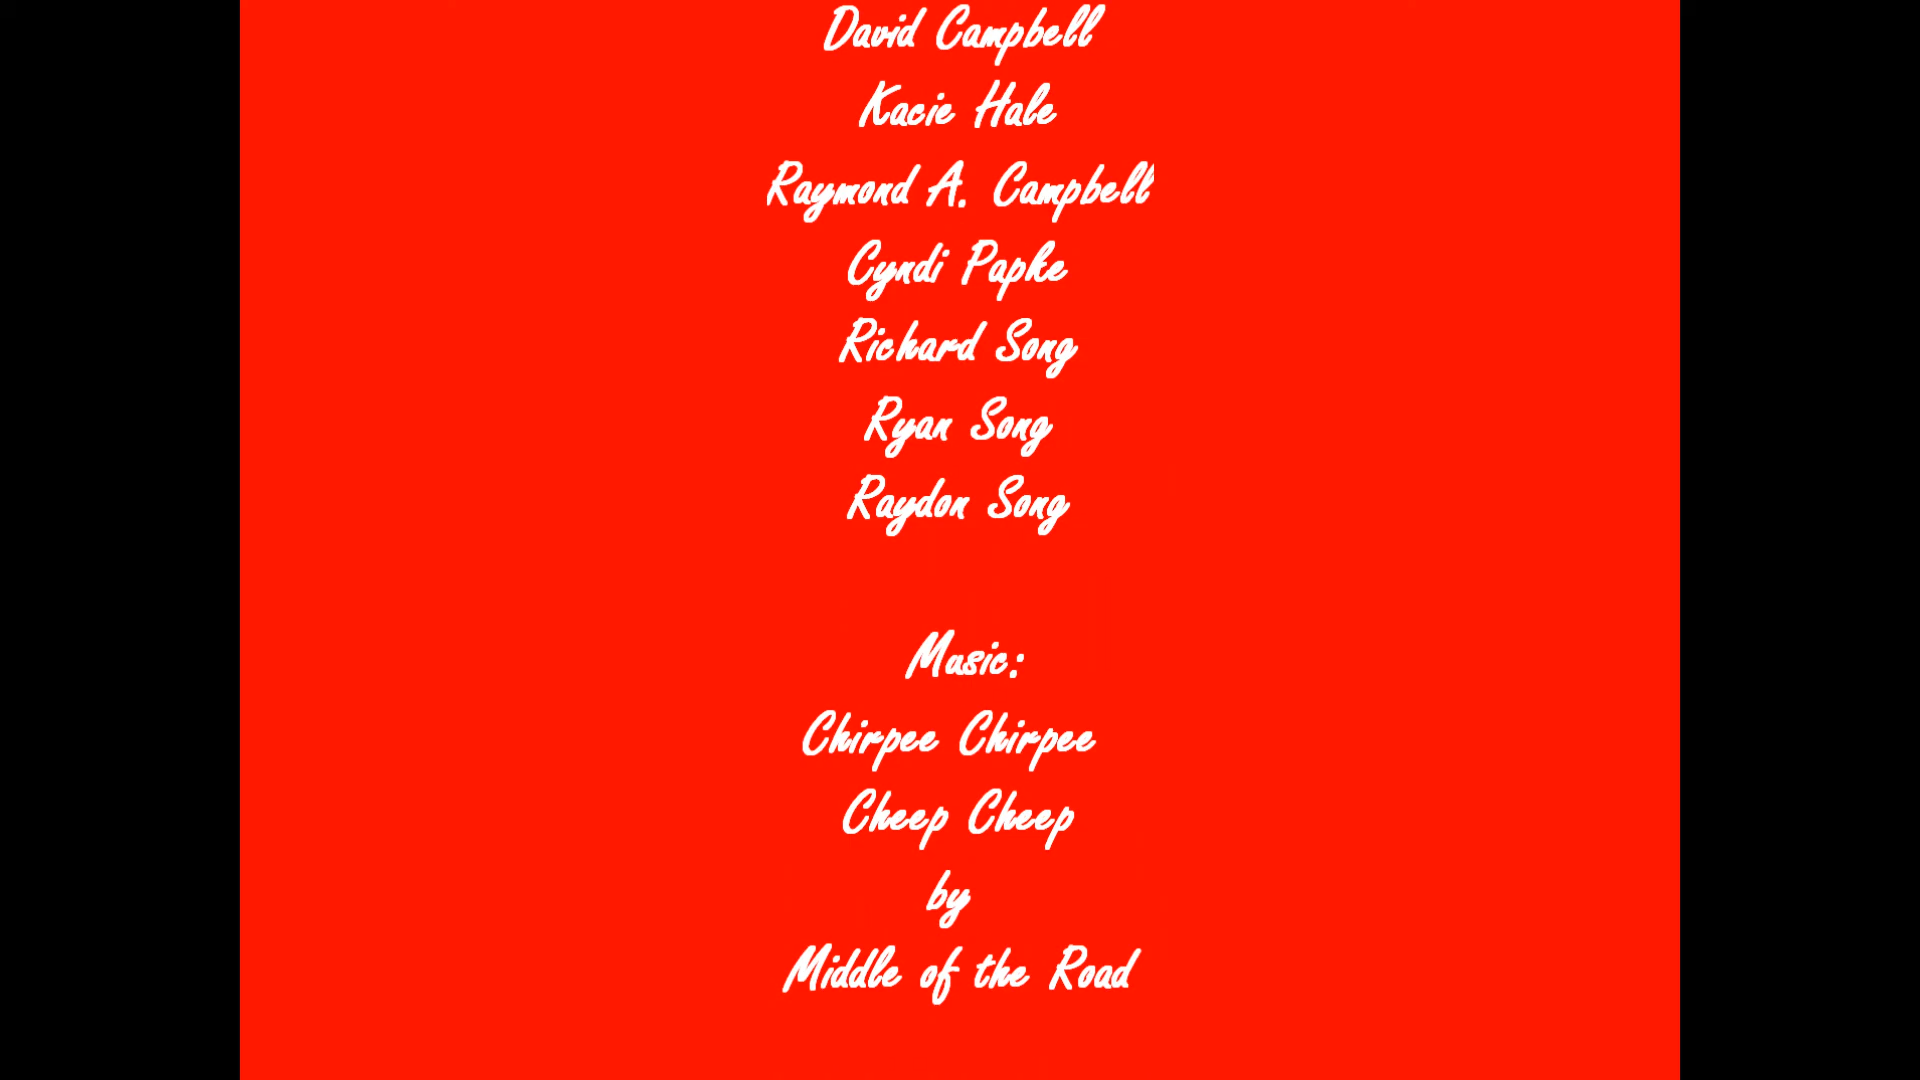 David Campbell
Kacie Hale
Raymond A. Campbell
Cyndi Papke
Richard Song
Ryan Song
Raydon Song
Music:
Chirpee Chirpee
Cheep Cheep
by
Middle of the Road